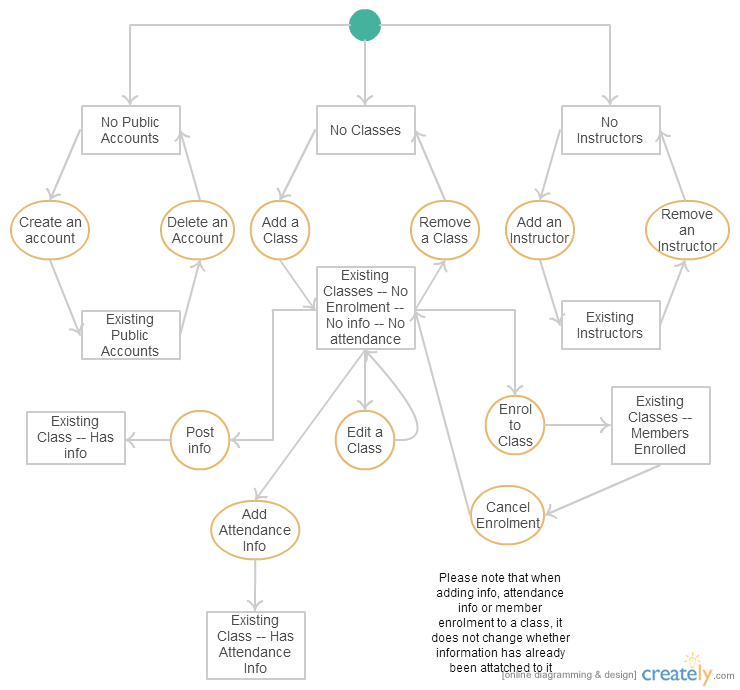 No Public
Accounts
No Classes
No
Instructors
Create an
account
Delete an
Account
Add a
Class
Remove
a Class
Add an
Instructor
Remove
an
Instructor
Existing
Public
Accounts
Existing
Classes -- No
Enrolment --
No info -- No
attendance
Existing
Instructors
Existing
Class -- Has
info
Post
info
Edit a
Class
Enrol
to
Class
Existing
Classes --
Members
Enrolled
Add
Attendance
Info
Cancel
Enrolment
Existing
Class -- Has
Attendance
Info
Please note that when
adding info, attendance
info or member
enrolment to a class, it
does not change whether
information has already
been attatched to it
[online diagramming & design] creately.com